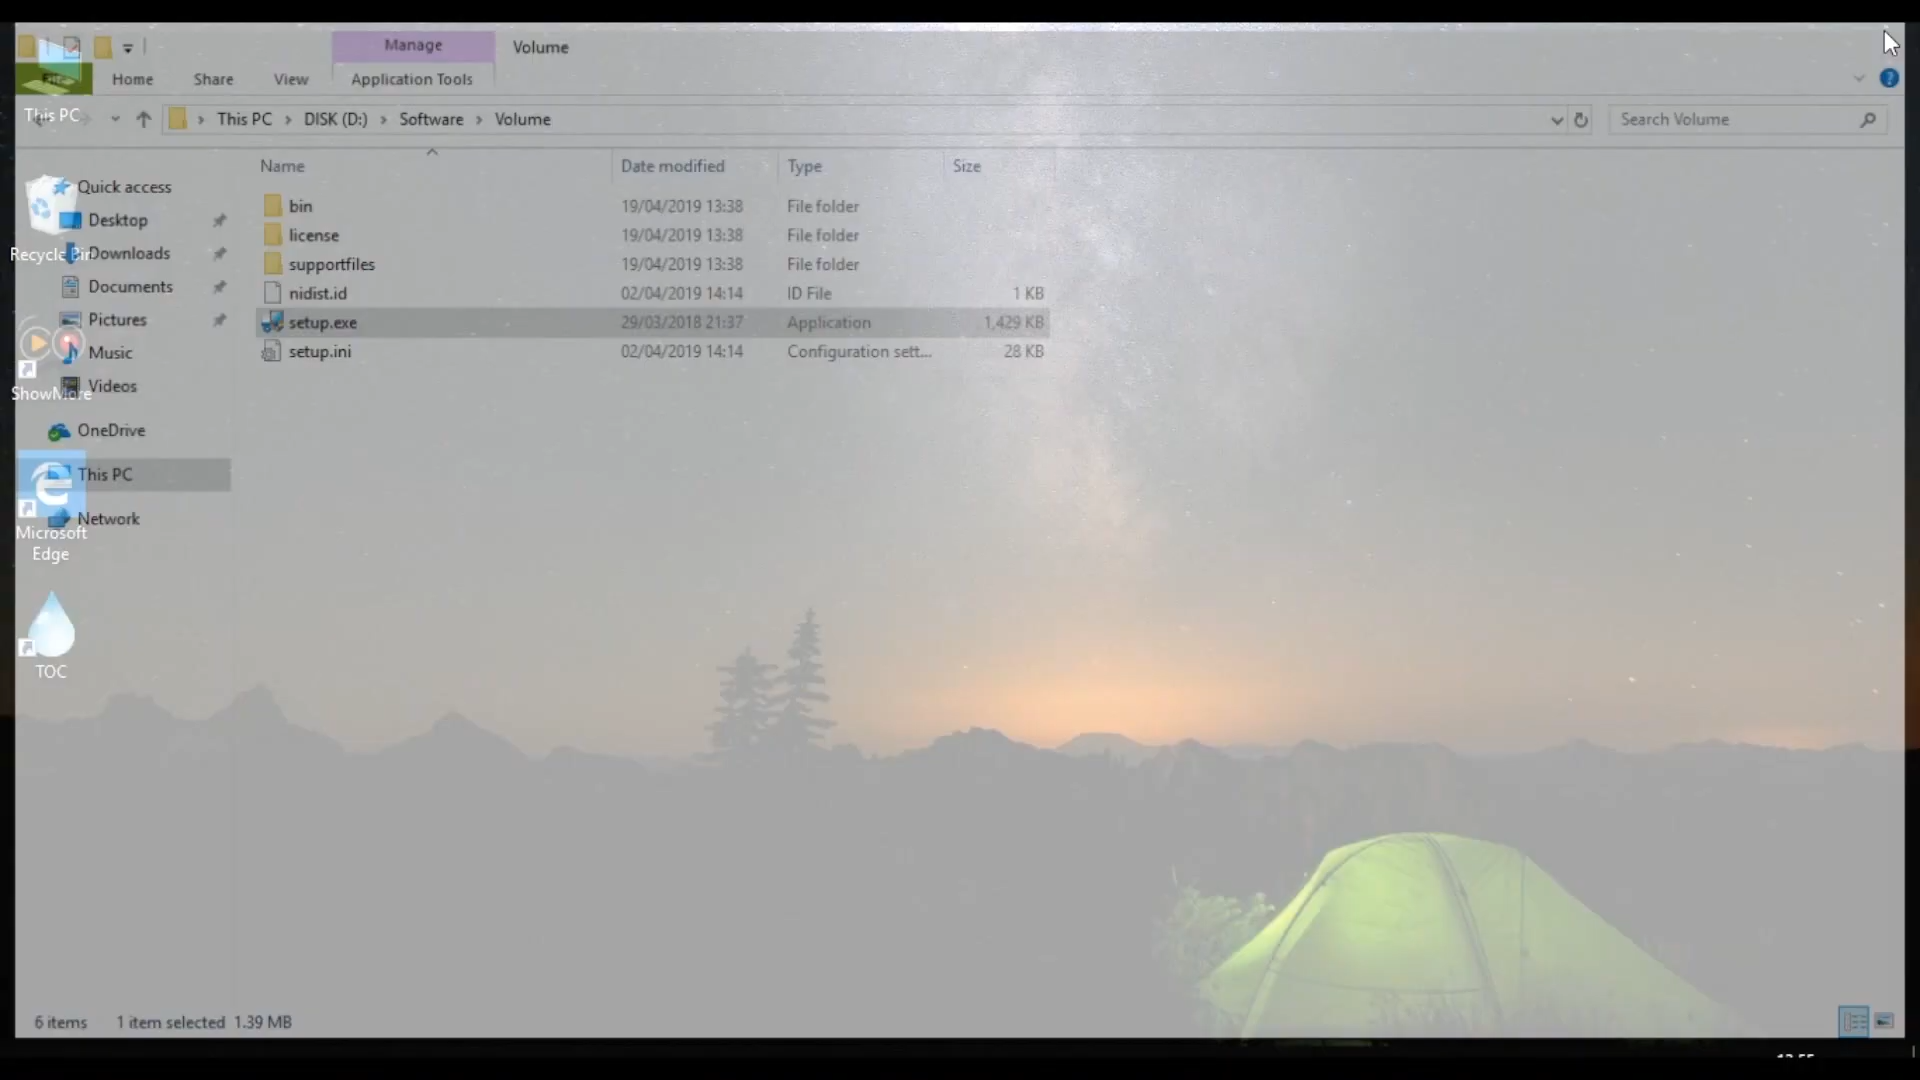 Manage
Volume
File
Home
Share
View
Application Tools
This PC
This PC
DISK (D:)
Software
Volume
Search Volume
Name
Date modified
Type
Size
Quick access
Desktop
Recycle Bin
Downloads
Documents
Pictures
Music
ShowMore
Videos
OneDrive
This PC
Network
Microsoft
Edge
TOC
bin 19/04/2019 13:38 File folder
license 19/04/2019 13:38 File folder
supportfiles 19/04/2019 13:38 File folder
nidist.id 02/04/2019 14:14 ID File 1 KB
setup.exe 29/03/2018 21:37 Application 1,429 KB
setup.ini 02/04/2019 14:14 Configuration sett... 28 KB
6 items 1 item selected 1.39 MB